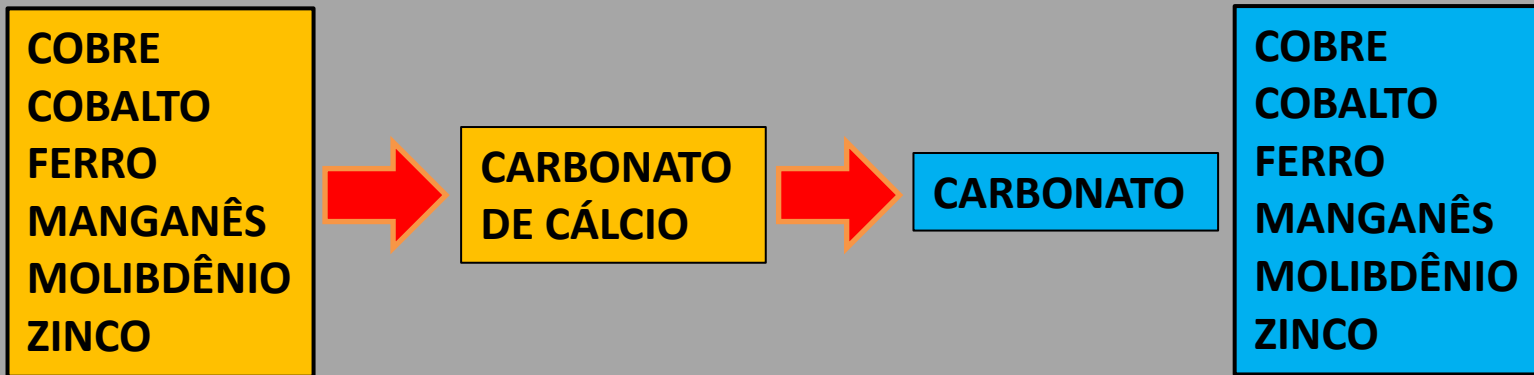 COBRE
COBALTO
FERRO
MANGANÊS
MOLIBDÊNIO
ZINCO
CARBONATO
DE CÁLCIO
CARBONATO
COBRE
COBALTO
FERRO
MANGANÊS
MOLIBDÊNIO
ZINCO